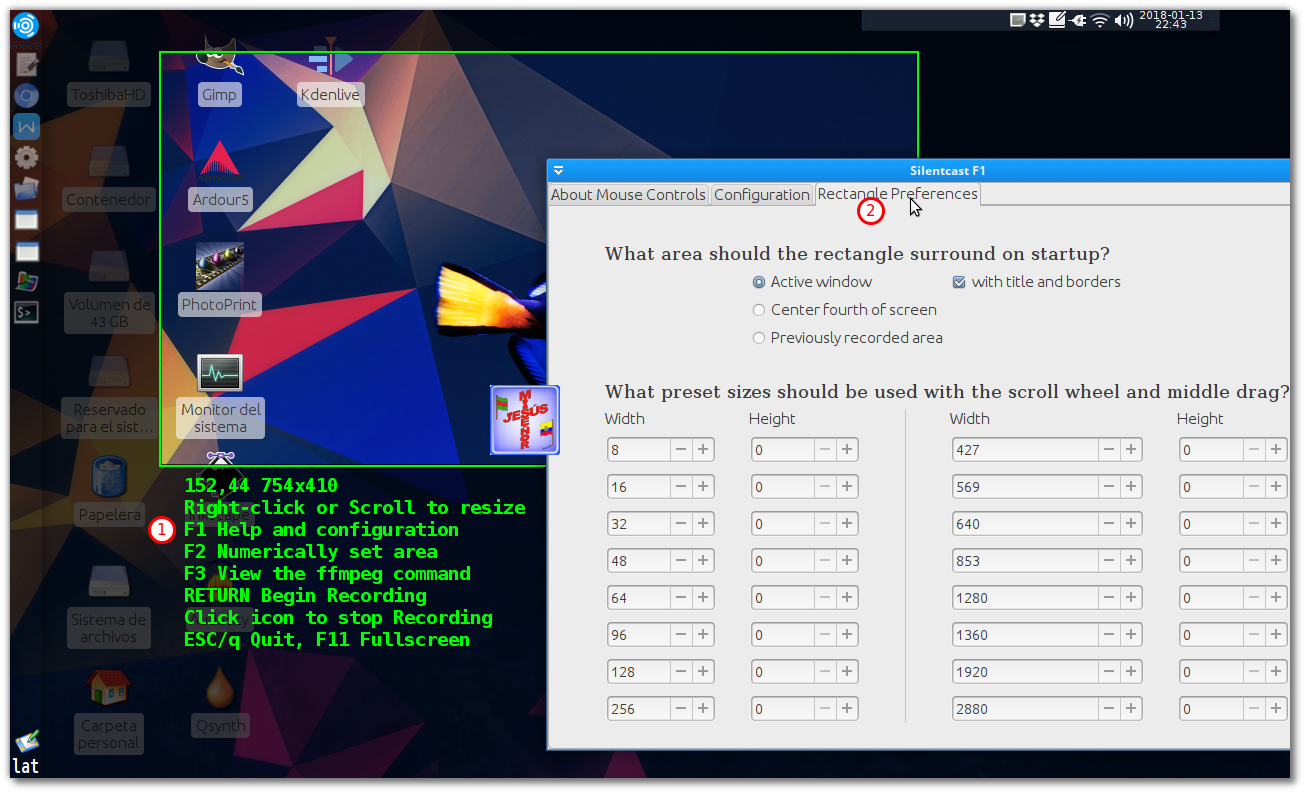 2018-01-13
22:43
ToshibaHD
Gimp
Kdenlive
Contenedor
Ardour5
Volumen de
43 GB
PhotoPrint
Reservado
para el sist...
Monitor del
sistema
Papelera
Sistema de
archivos
Carpeta
personal
Qsynth
lat
MISENOR
JESÚS
152,44 754x410
Right-click or Scroll to resize
1
F1 Help and configuration
F2 Numerically set area
F3 View the ffmpeg command
RETURN Begin Recording
Click icon to stop Recording
ESC/q Quit, F11 Fullscreen
Silentcast F1
About Mouse Controls Configuration Rectangle Preferences
2
What area should the rectangle surround on startup?
Active window with title and borders
Center fourth of screen
Previously recorded area
What preset sizes should be used with the scroll wheel and middle drag?
Width Height Width Height
8 − + 0 − + 427 − + 0 − +
16 − + 0 − + 569 − + 0 − +
32 − + 0 − + 640 − + 0 − +
48 − + 0 − + 853 − + 0 − +
64 − + 0 − + 1280 − + 0 − +
96 − + 0 − + 1360 − + 0 − +
128 − + 0 − + 1920 − + 0 − +
256 − + 0 − + 2880 − + 0 − +